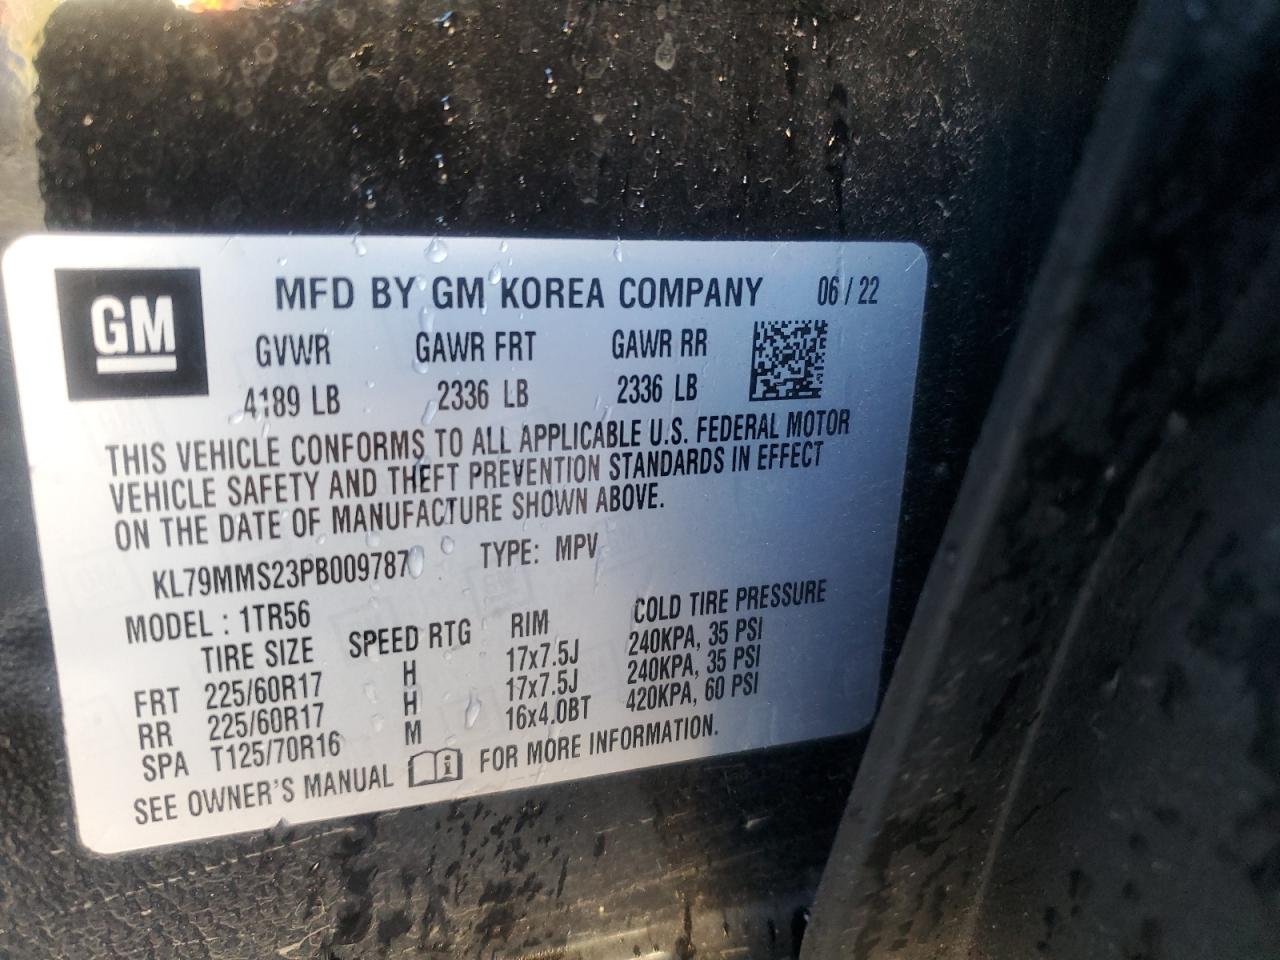 GM MFD BY GM KOREA COMPANY 06 / 22
GVWR GAWR FRT GAWR RR
4189 LB 2336 LB 2336 LB
THIS VEHICLE CONFORMS TO ALL APPLICABLE U.S. FEDERAL MOTOR
VEHICLE SAFETY AND THEFT PREVENTION STANDARDS IN EFFECT
ON THE DATE OF MANUFACTURE SHOWN ABOVE.
KL79MMS23PB009787 TYPE: MPV
MODEL : 1TR56
TIRE SIZE SPEED RTG RIM COLD TIRE PRESSURE
FRT 225/60R17 H 17x7.5J 240KPA, 35 PSI
RR 225/60R17 H 17x7.5J 240KPA, 35 PSI
SPA T125/70R16 M 16x4.0BT 420KPA, 60 PSI
SEE OWNER'S MANUAL i FOR MORE INFORMATION.